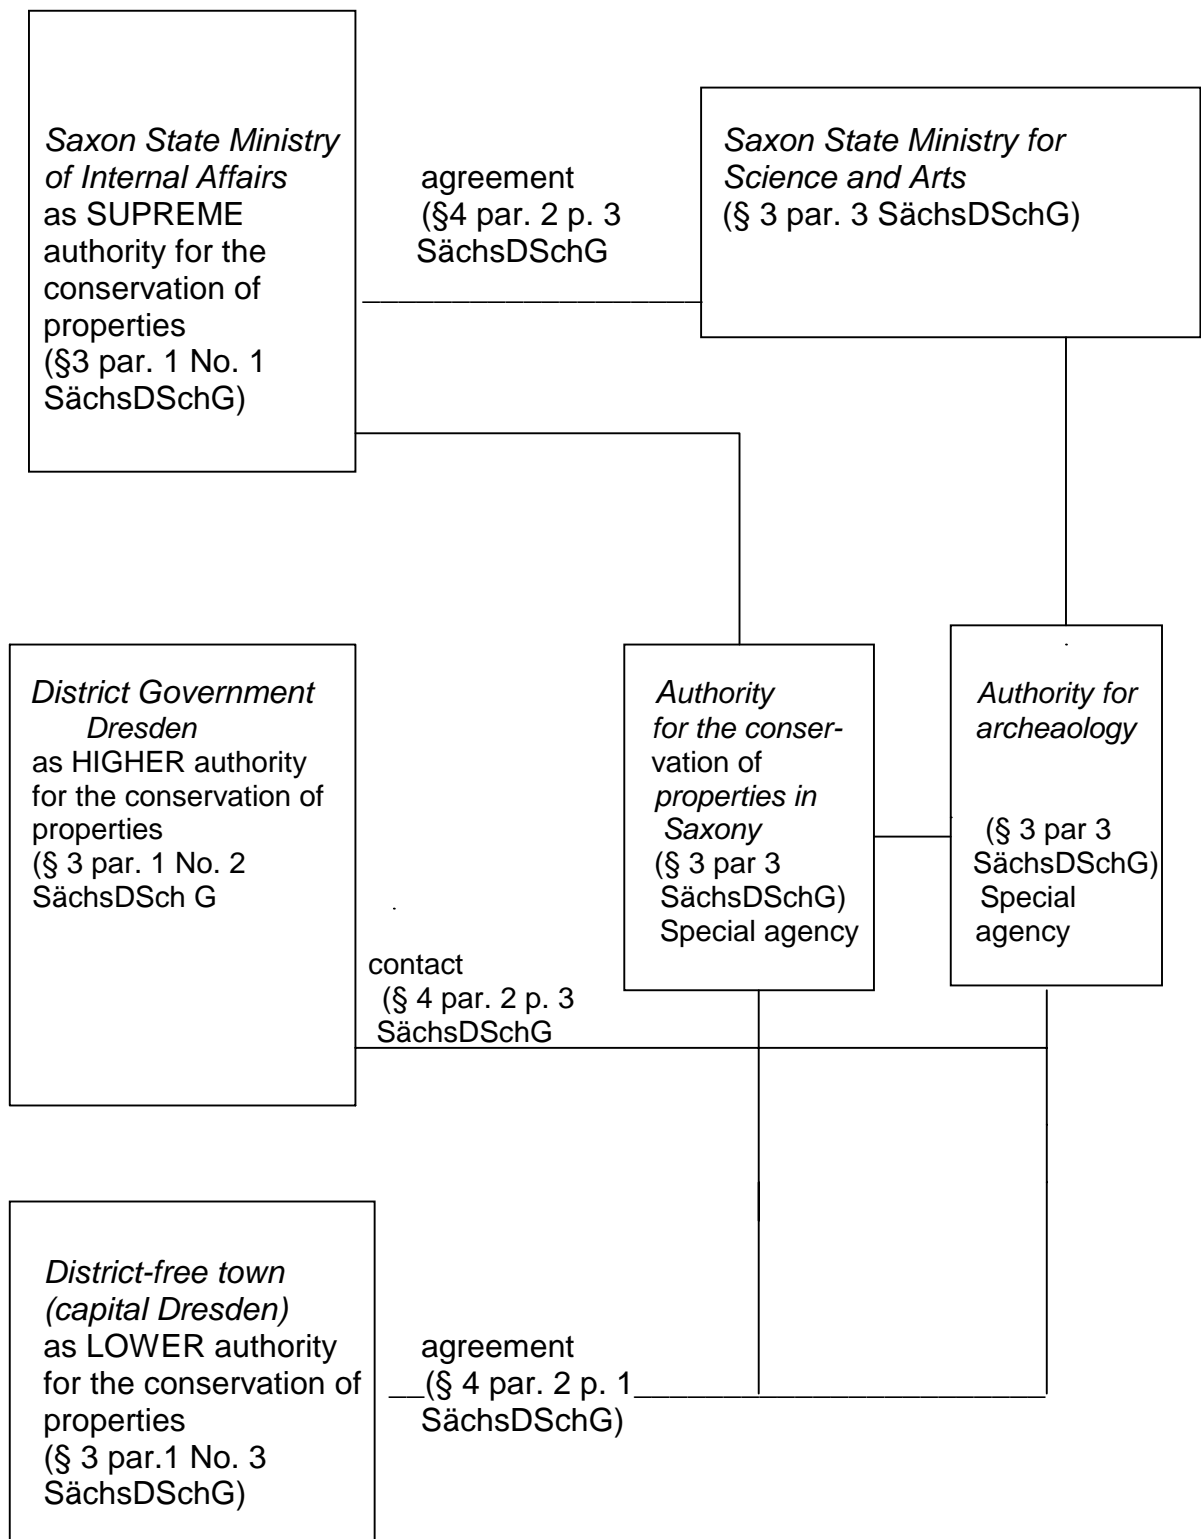 Saxon State Ministry
of Internal Affairs
as SUPREME
authority for the
conservation of
properties
(§3 par. 1 No. 1
SächsDSchG)
agreement
(§4 par. 2 p. 3
SächsDSchG
Saxon State Ministry for
Science and Arts
(§ 3 par. 3 SächsDSchG)
District Government
Dresden
as HIGHER authority
for the conservation of
properties
(§ 3 par. 1 No. 2
SächsDSch G
contact
(§ 4 par. 2 p. 3
SächsDSchG
Authority
for the conser-
vation of
properties in
Saxony
(§ 3 par 3
SächsDSchG)
Special agency
Authority for
archeaology
(§ 3 par 3
SächsDSchG)
Special
agency
District-free town
(capital Dresden)
as LOWER authority
for the conservation of
properties
(§ 3 par.1 No. 3
SächsDSchG)
agreement
(§ 4 par. 2 p. 1
SächsDSchG)